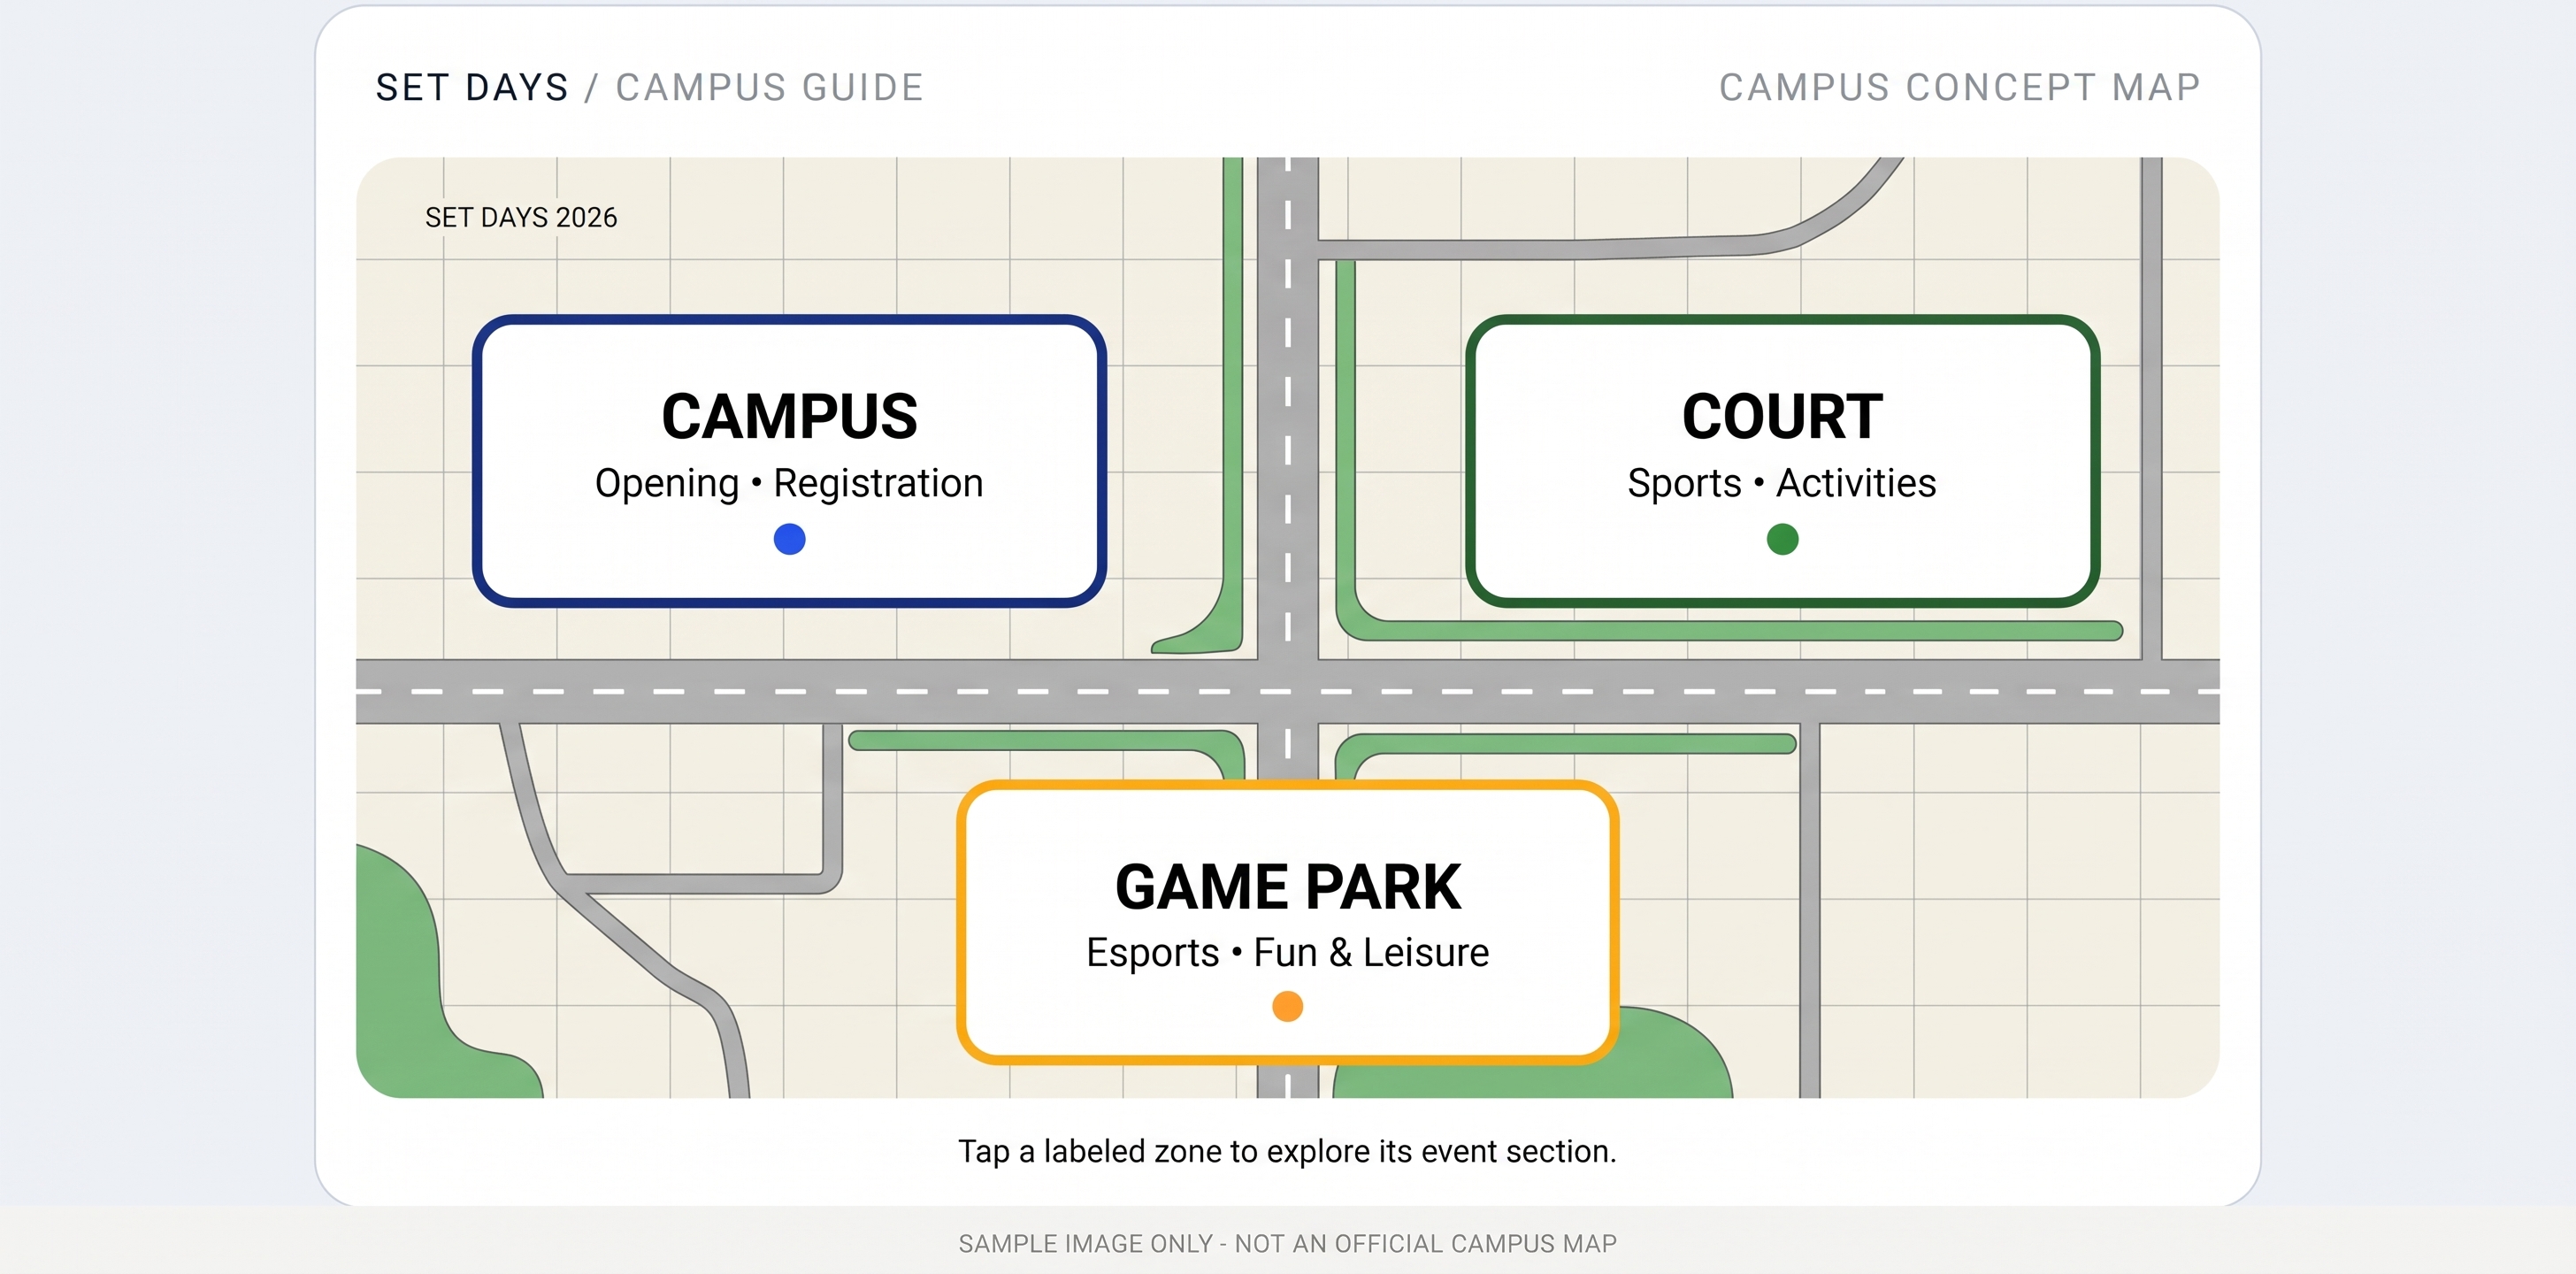 SET DAYS / CAMPUS GUIDE
CAMPUS CONCEPT MAP
SET DAYS 2026
CAMPUS
Opening • Registration
COURT
Sports • Activities
GAME PARK
Esports • Fun & Leisure
Tap a labeled zone to explore its event section.
SAMPLE IMAGE ONLY - NOT AN OFFICIAL CAMPUS MAP